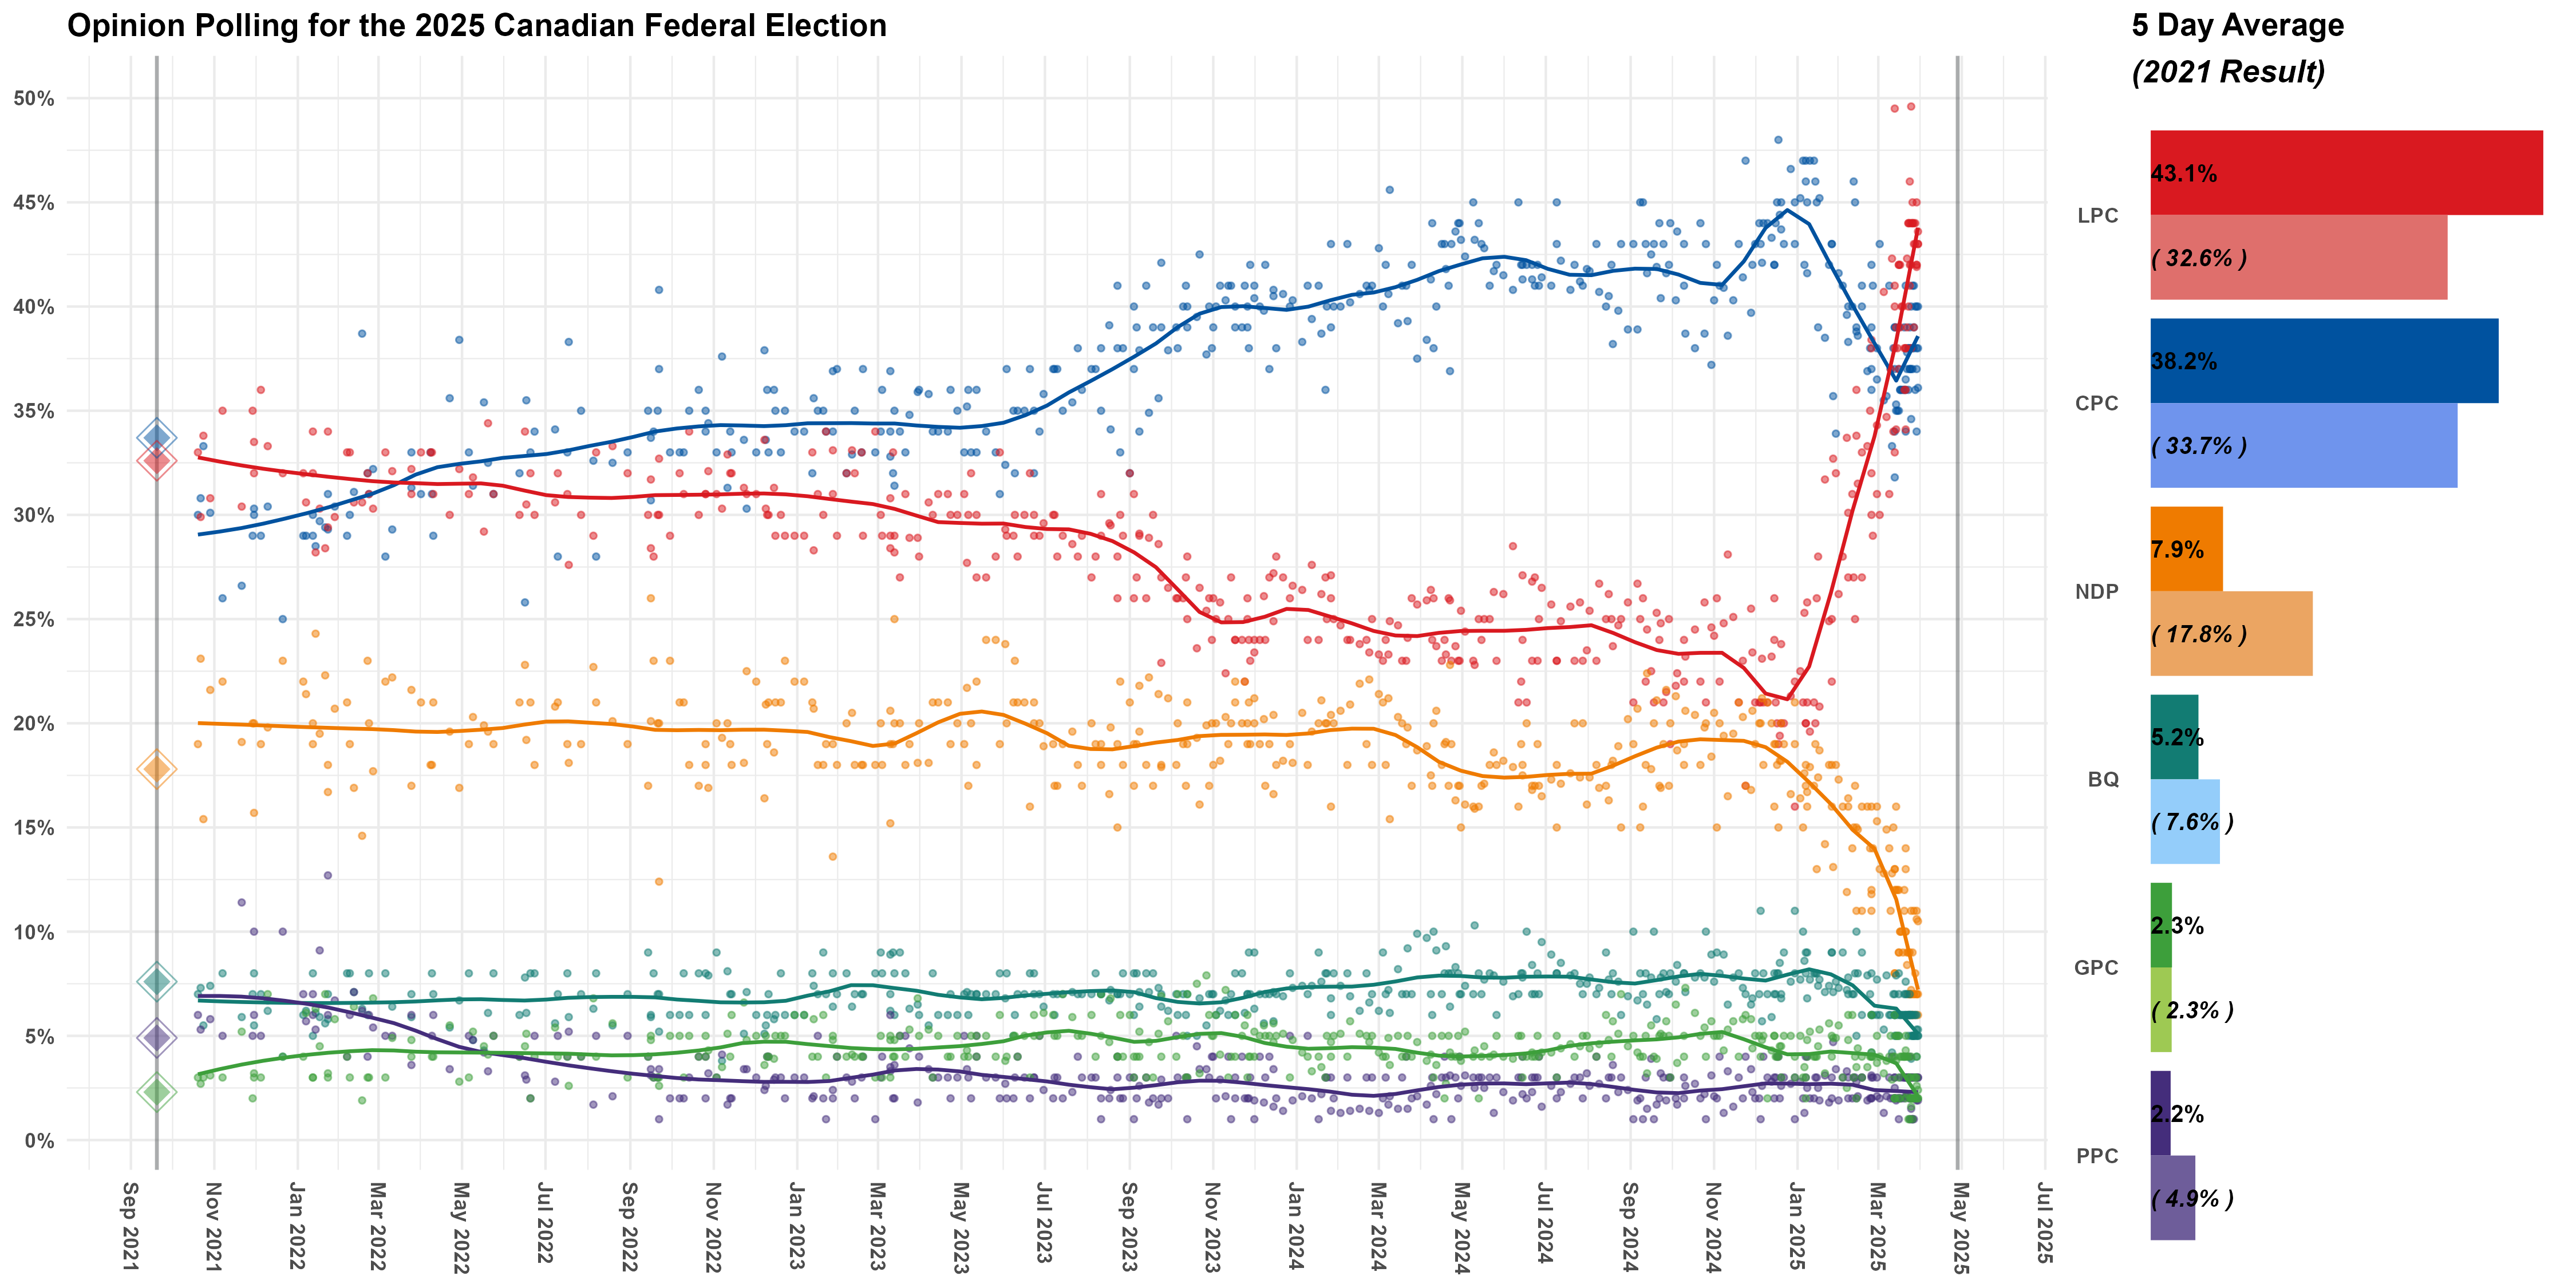 Opinion Polling for the 2025 Canadian Federal Election
50%
45%
40%
35%
30%
25%
20%
15%
10%
5%
0%
Sep 2021
Nov 2021
Jan 2022
Mar 2022
May 2022
Jul 2022
Sep 2022
Nov 2022
Jan 2023
Mar 2023
May 2023
Jul 2023
Sep 2023
Nov 2023
Jan 2024
Mar 2024
May 2024
Jul 2024
Sep 2024
Nov 2024
Jan 2025
Mar 2025
May 2025
Jul 2025
5 Day Average
(2021 Result)
LPC
43.1%
( 32.6% )
CPC
38.2%
( 33.7% )
NDP
7.9%
( 17.8% )
BQ
5.2%
( 7.6% )
GPC
2.3%
( 2.3% )
PPC
2.2%
( 4.9% )